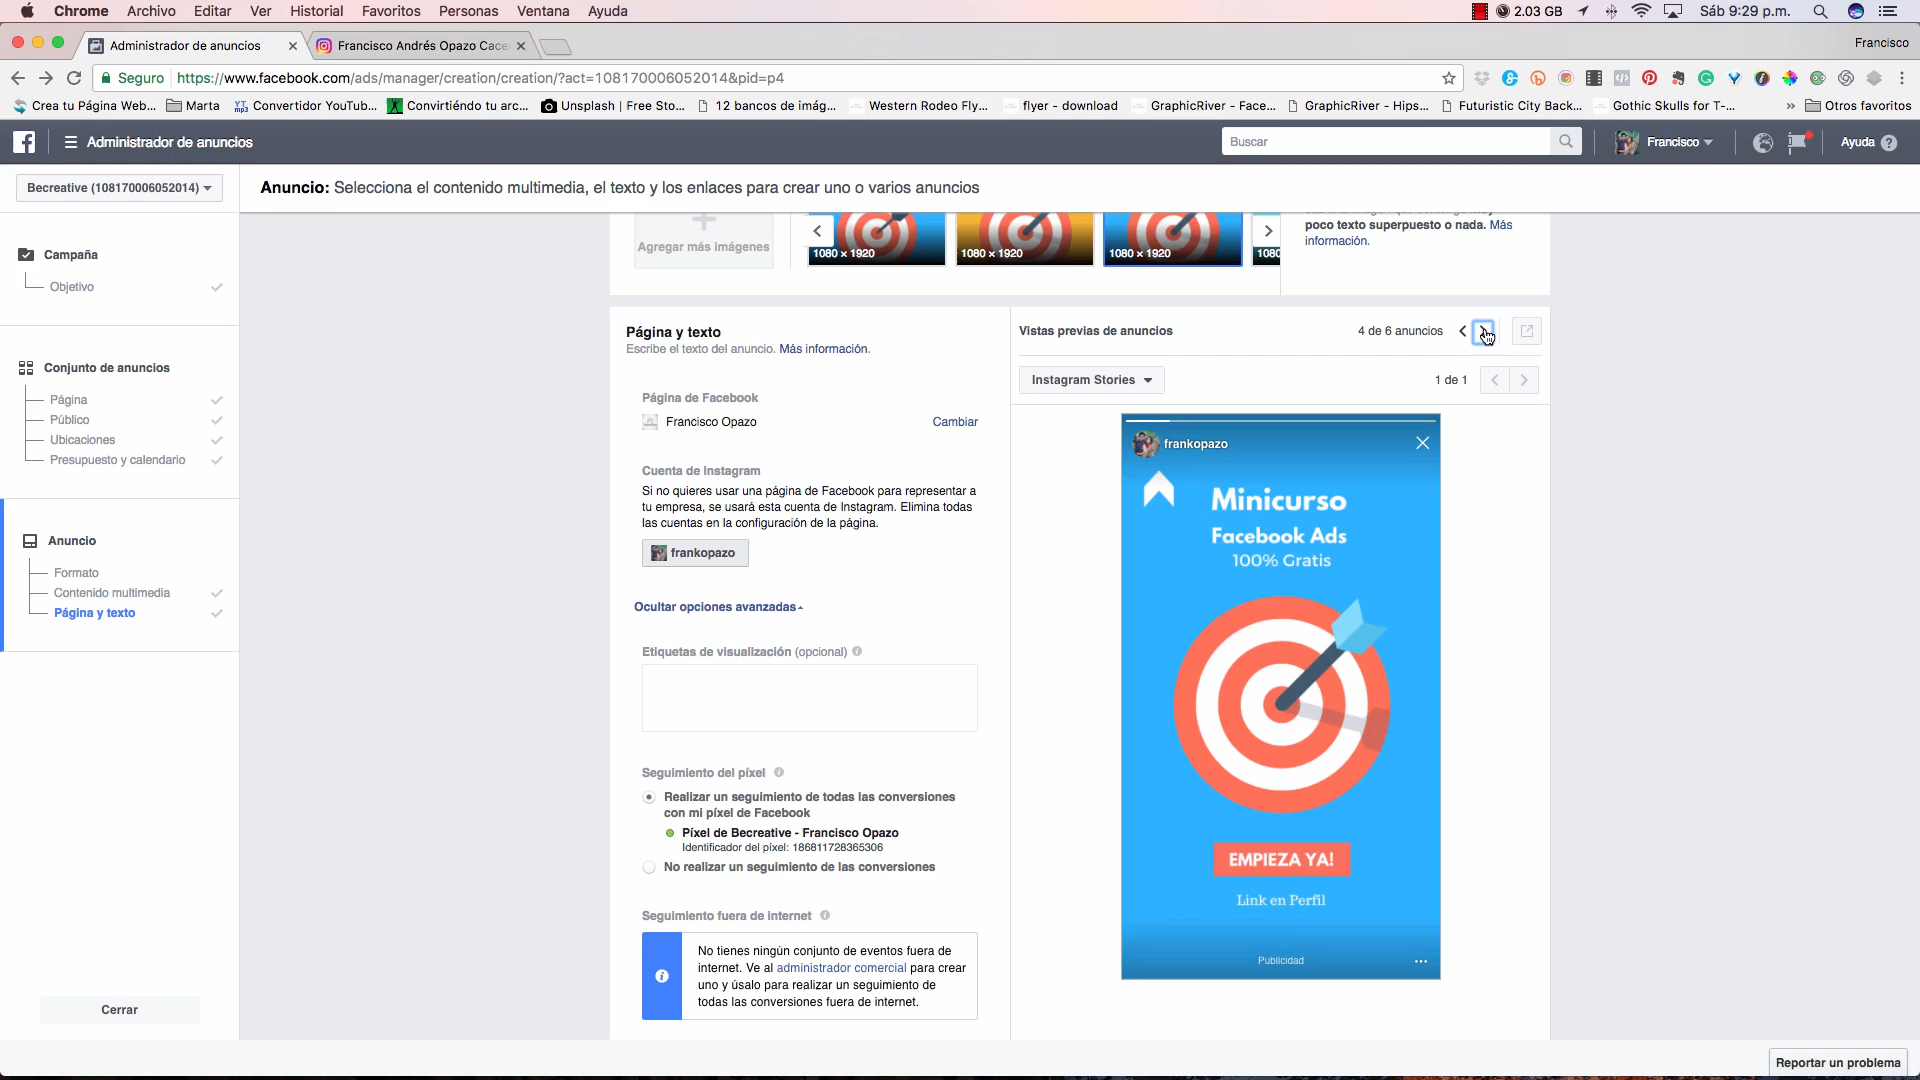 Chrome Archivo Editar Ver Historial Favoritos Personas Ventana Ayuda 2.03 GB Sáb 9:29 p.m.
Administrador de anuncios Francisco Andrés Opazo Cace Francisco
Seguro https://www.facebook.com/ads/manager/creation/creation/?act=108170006052014&pid=p4
Crea tu Página Web... Marta Convertidor YouTub... Convirtiéndo tu arc... Unsplash | Free Sto... 12 bancos de imág... Western Rodeo Fly... flyer - download GraphicRiver - Face... GraphicRiver - Hips... Futuristic City Back... Gothic Skulls for T-... » Otros favoritos
Administrador de anuncios Buscar Francisco Ayuda
Becreative (108170006052014) Anuncio: Selecciona el contenido multimedia, el texto y los enlaces para crear uno o varios anuncios
Campaña
Objetivo
Conjunto de anuncios
Página
Público
Ubicaciones
Presupuesto y calendario
Anuncio
Formato
Contenido multimedia
Página y texto
Cerrar
Agregar más imágenes
1080 × 1920 1080 × 1920 1080 × 1920 1080
poco texto superpuesto o nada. Más
información.
Página y texto
Escribe el texto del anuncio. Más información.
Página de Facebook
Francisco Opazo Cambiar
Cuenta de Instagram
Si no quieres usar una página de Facebook para representar a
tu empresa, se usará esta cuenta de Instagram. Elimina todas
las cuentas en la configuración de la página.
frankopazo
Ocultar opciones avanzadas
Etiquetas de visualización (opcional)
Seguimiento del píxel
Realizar un seguimiento de todas las conversiones
con mi píxel de Facebook
Píxel de Becreative - Francisco Opazo
Identificador del píxel: 186811728365306
No realizar un seguimiento de las conversiones
Seguimiento fuera de internet
No tienes ningún conjunto de eventos fuera de
internet. Ve al administrador comercial para crear
uno y úsalo para realizar un seguimiento de
todas las conversiones fuera de internet.
Vistas previas de anuncios 4 de 6 anuncios
Instagram Stories 1 de 1
frankopazo
Minicurso
Facebook Ads
100% Gratis
EMPIEZA YA!
Link en Perfil
Publicidad
Reportar un problema